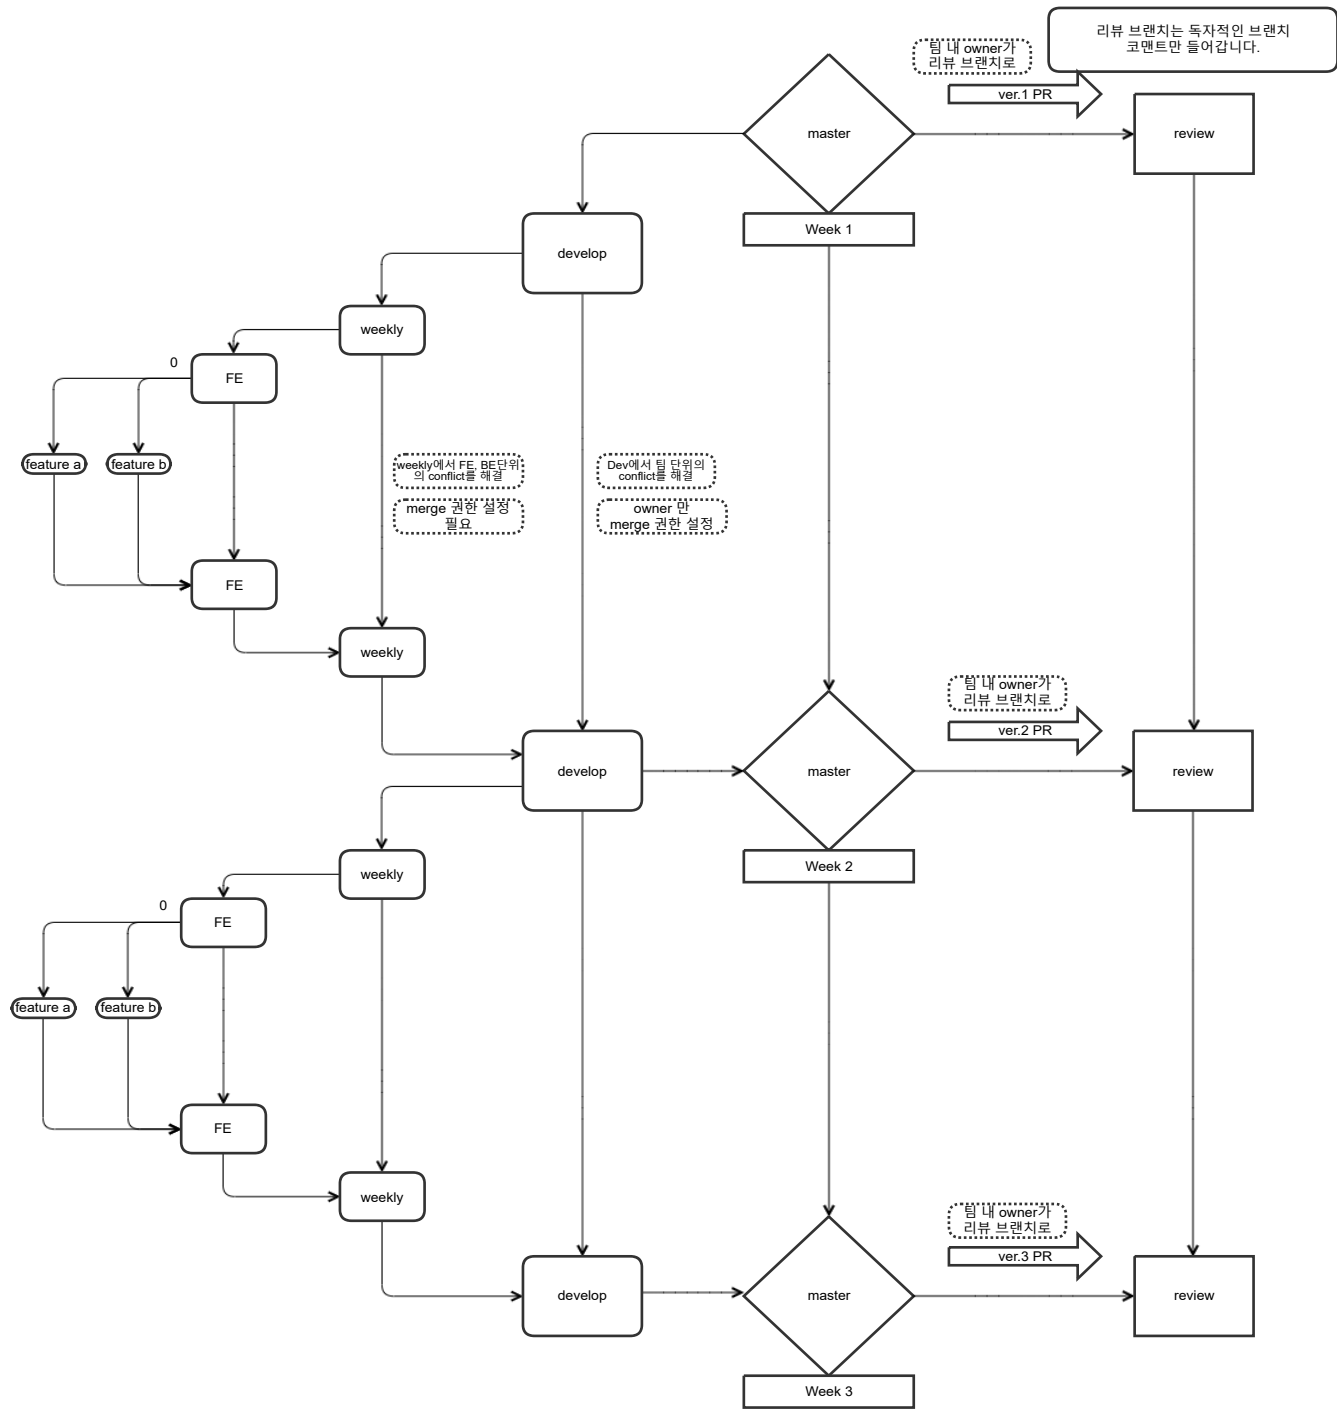 리뷰 브랜치는 독자적인 브랜치
코맨트만 들어갑니다.
팀 내 owner가
리뷰 브랜치로
ver.1 PR
master
review
Week 1
develop
weekly
0
FE
feature a
feature b
weekly에서 FE, BE단위
의 conflict를 해결
merge 권한 설정
필요
Dev에서 팀 단위의
conflict를 해결
owner 만
merge 권한 설정
FE
weekly
팀 내 owner가
리뷰 브랜치로
ver.2 PR
develop
master
review
Week 2
weekly
0
FE
feature a
feature b
FE
weekly
팀 내 owner가
리뷰 브랜치로
ver.3 PR
develop
master
review
Week 3